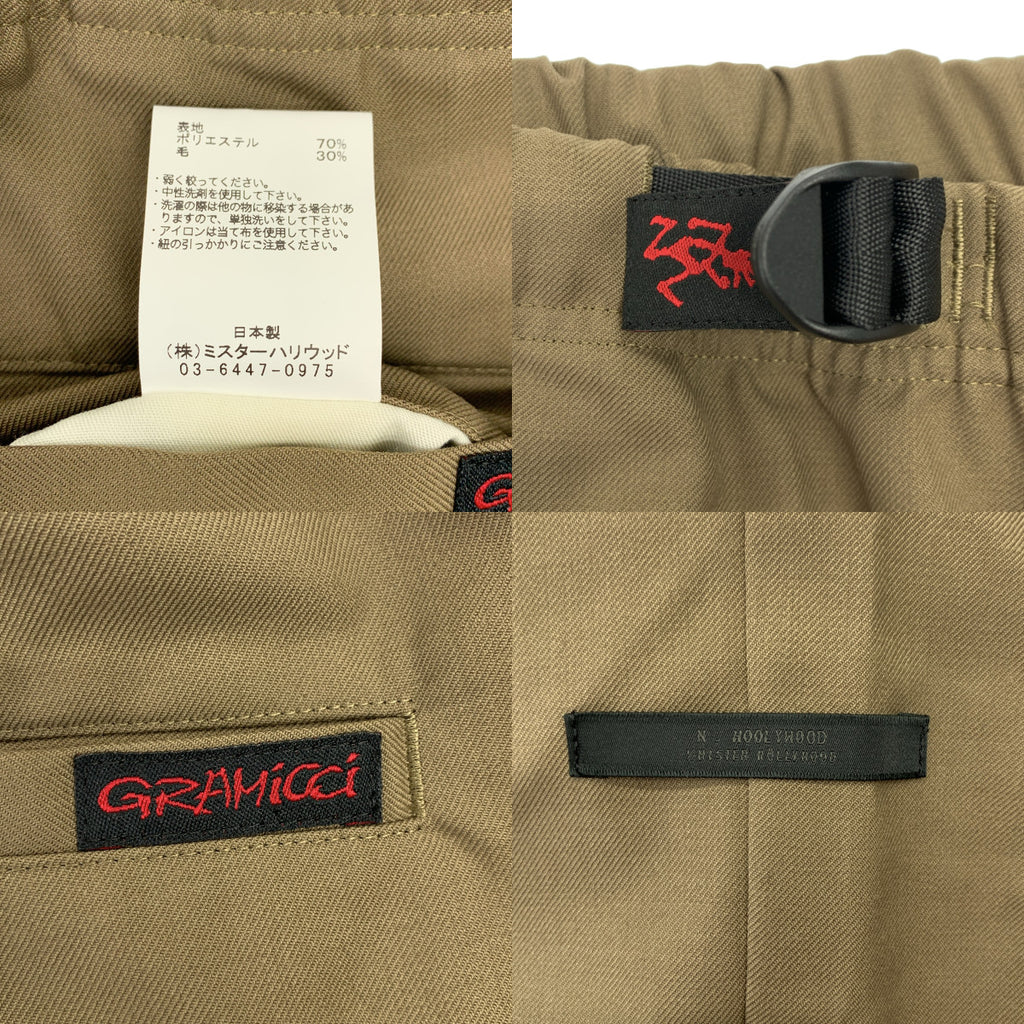 表地
ポリエステル 70%
毛 30%
・弱く絞ってください。
・中性洗剤を使用して下さい。
・洗濯の際は他の物に移染する場合があ
りますので、単独洗いをして下さい。
・アイロンは当て布を使用して下さい。
・紐の引っかかりにご注意ください。
日本製
(株)ミスターハリウッド
03-6447-0975
GRAMiCCi
N.